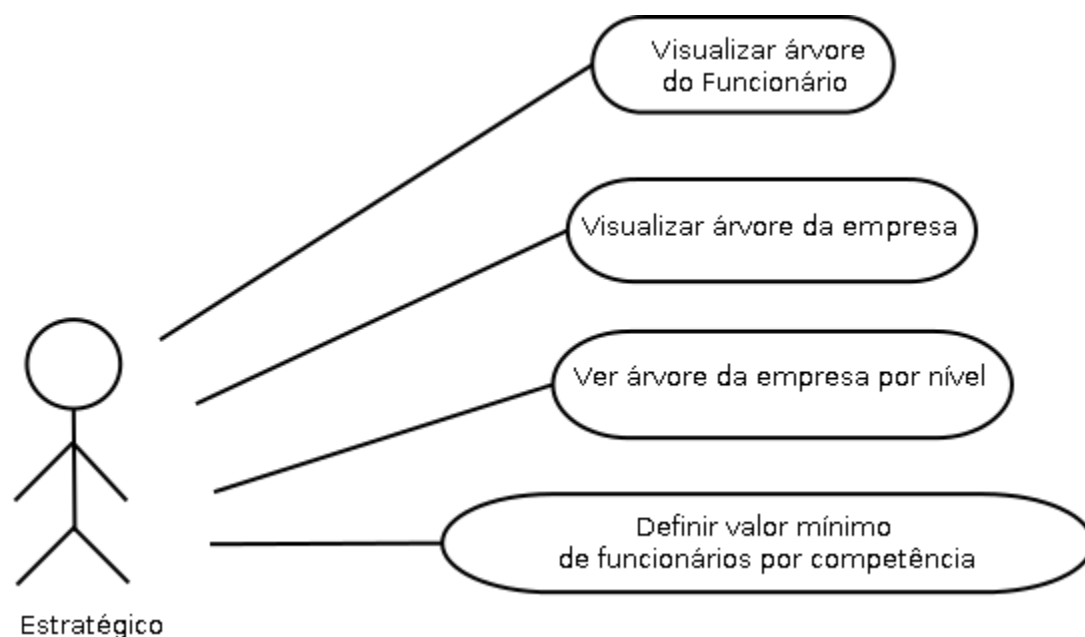 Visualizar árvore
do Funcionário
Visualizar árvore da empresa
Ver árvore da empresa por nível
Definir valor mínimo
de funcionários por competência
Estratégico